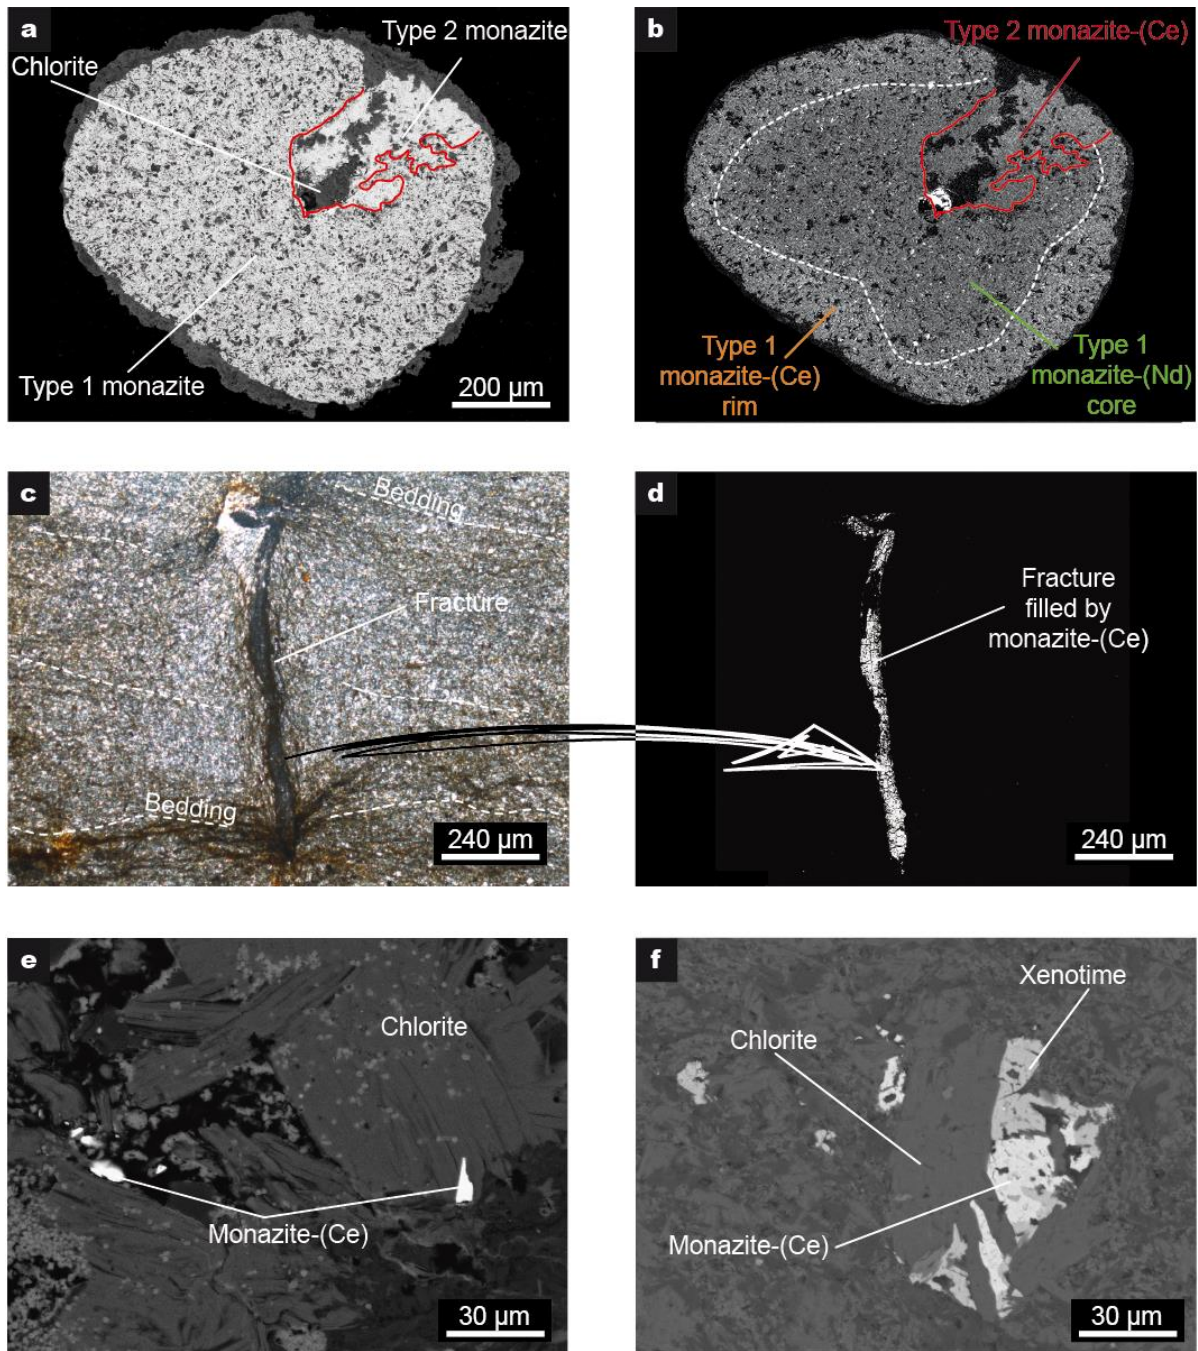 a
Type 2 monazite
Chlorite
Type 1 monazite
200 µm
b
Type 2 monazite-(Ce)
Type 1
monazite-(Ce)
rim
Type 1
monazite-(Nd)
core
c
Bedding
Fracture
Bedding
240 µm
d
Fracture
filled by
monazite-(Ce)
240 µm
e
Chlorite
Monazite-(Ce)
30 µm
f
Xenotime
Chlorite
Monazite-(Ce)
30 µm